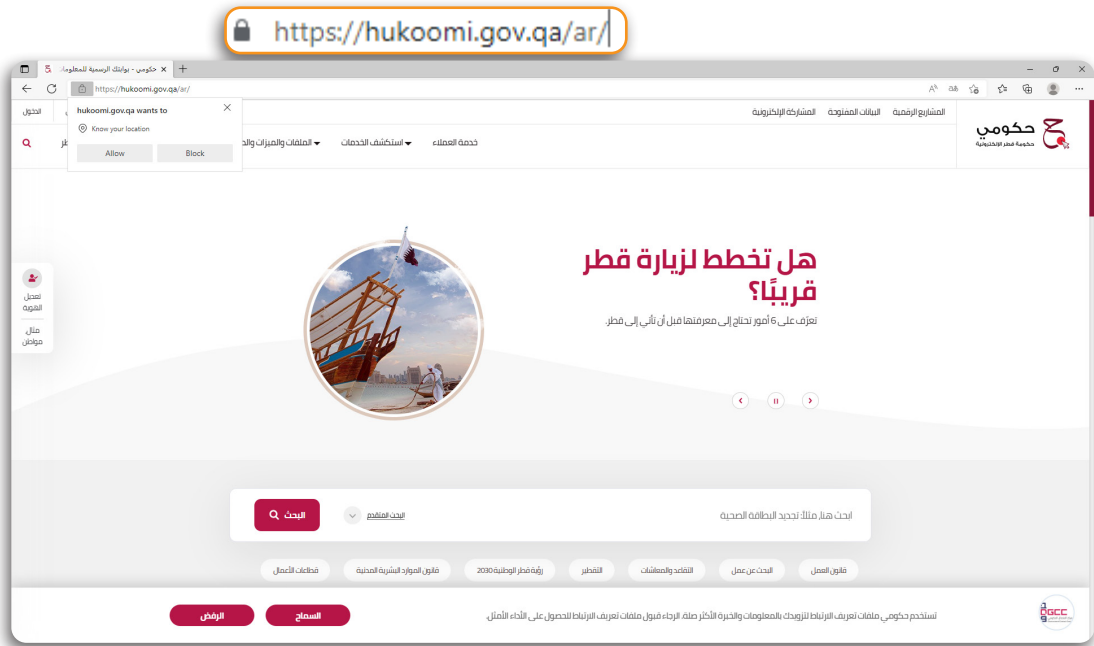 https://hukoomi.gov.qa/ar/
حكومي - بوابتك الرسمية للمعلوما
https://hukoomi.gov.qa/ar/
hukoomi.gov.qa wants to
Know your location
Allow
Block
المشاريع الرقمية
البيانات المفتوحة
المشاركة الإلكترونية
الدخول
حكومي
حكومة قطر الإلكترونية
خدمة العملاء
استكشف الخدمات
الملفات والميزات
هل تخطط لزيارة قطر
قريبًا؟
تعرّف على 6 أمور تحتاج إلى معرفتها قبل أن تأتي إلى قطر.
تعديل
الهوية
مثال:
مواطن
ابحث هنا، مثلاً: تجديد البطاقة الصحية
البحث المتقدم
البحث
قانون العمل
البحث عن عمل
التقاعد والمعاشات
التقطير
رؤية قطر الوطنية 2030
قانون الموارد البشرية المدنية
قطاعات الأعمال
تستخدم حكومي ملفات تعريف الارتباط لتزويدك بالمعلومات والخبرة الأكثر صلة. الرجاء قبول ملفات تعريف الارتباط للحصول على الأداء الأمثل.
السماح
الرفض
DGCC